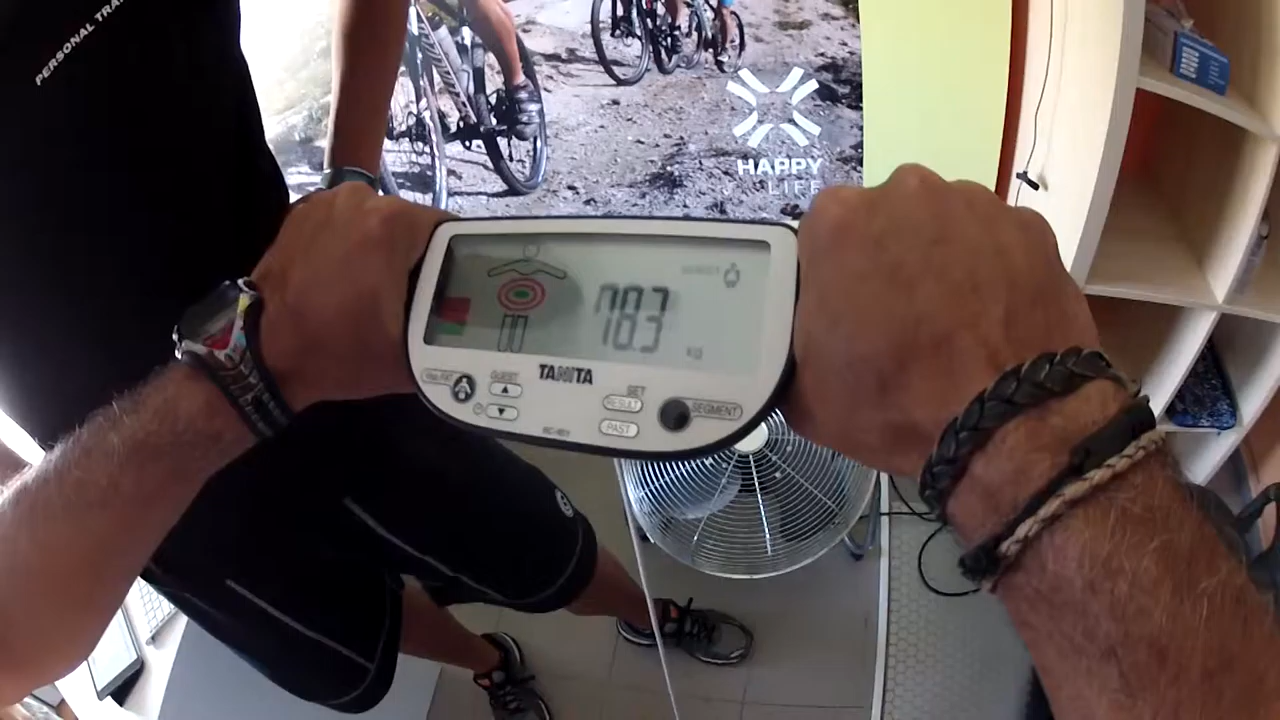 PERSONAL TRA
HAPPY
LIFE
78.3
KG
TANITA
GUEST
SET
RESULT
SEGMENT
PAST